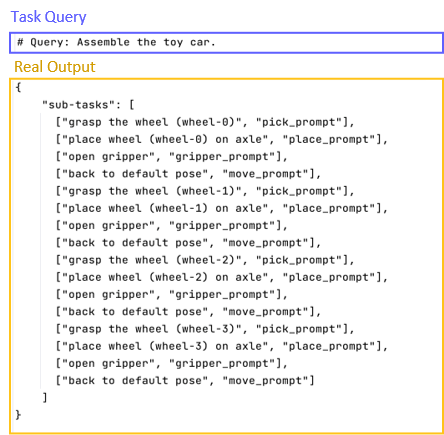 Task Query
# Query: Assemble the toy car.
Real Output
{
    "sub-tasks": [
      ["grasp the wheel (wheel-0)", "pick_prompt"],
      ["place wheel (wheel-0) on axle", "place_prompt"],
      ["open gripper", "gripper_prompt"],
      ["back to default pose", "move_prompt"],
      ["grasp the wheel (wheel-1)", "pick_prompt"],
      ["place wheel (wheel-1) on axle", "place_prompt"],
      ["open gripper", "gripper_prompt"],
      ["back to default pose", "move_prompt"],
      ["grasp the wheel (wheel-2)", "pick_prompt"],
      ["place wheel (wheel-2) on axle", "place_prompt"],
      ["open gripper", "gripper_prompt"],
      ["back to default pose", "move_prompt"],
      ["grasp the wheel (wheel-3)", "pick_prompt"],
      ["place wheel (wheel-3) on axle", "place_prompt"],
      ["open gripper", "gripper_prompt"],
      ["back to default pose", "move_prompt"]
    ]
}